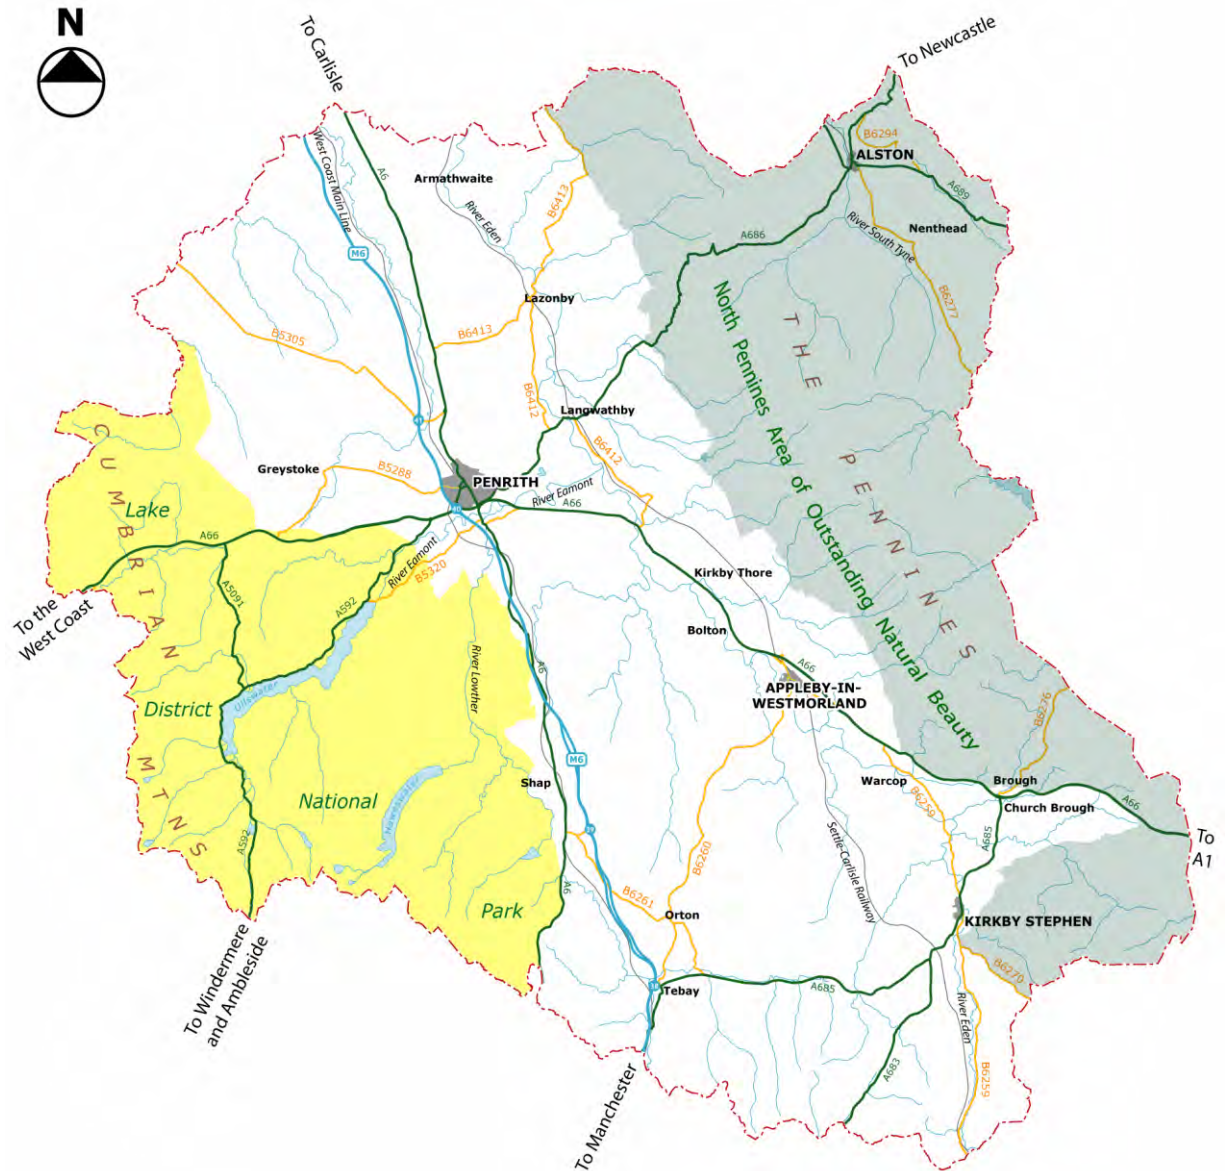 N
To Carlisle
To Newcastle
B6294
ALSTON
West Coast Main Line
A6
Armathwaite
B6413
A689
River Eden
River South Tyne
Nenthead
A686
M6
B6277
Lazonby
North Pennines Area of Outstanding Natural Beauty
THE PENNINES
B5305
B6413
B6412
Langwathby
B6412
CUMBRIAN MTNS
Greystoke
B5288
PENRITH
River Eamont
Lake
40
A66
A66
River Eamont
B5320
Kirkby Thore
To the
West Coast
A5091
A592
Bolton
A66
River Lowther
A6
APPLEBY-IN-
WESTMORLAND
Ullswater
District
B6276
M6
Shap
Warcop
Brough
National
Haweswater
B6259
Church Brough
A66
39
A592
Settle-Carlisle Railway
A685
To
A1
B6260
A6
B6261
Park
Orton
KIRKBY STEPHEN
To Windermere
and Ambleside
B6270
38
Tebay
A685
River Eden
A683
B6259
To Manchester